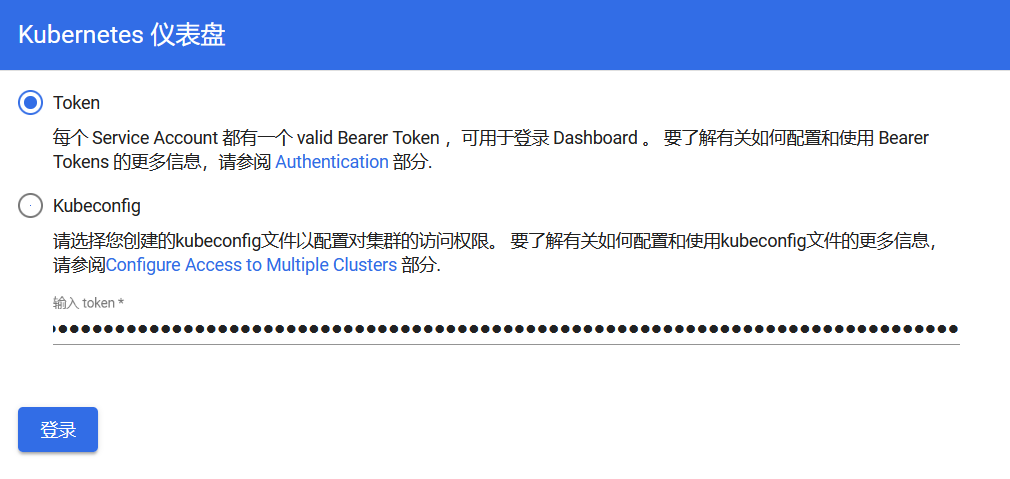 Kubernetes 仪表盘
Token
每个 Service Account 都有一个 valid Bearer Token ，可用于登录 Dashboard 。 要了解有关如何配置和使用 Bearer
Tokens 的更多信息，请参阅 Authentication 部分.
Kubeconfig
请选择您创建的kubeconfig文件以配置对集群的访问权限。 要了解有关如何配置和使用kubeconfig文件的更多信息，
请参阅Configure Access to Multiple Clusters 部分.
输入 token *
登录